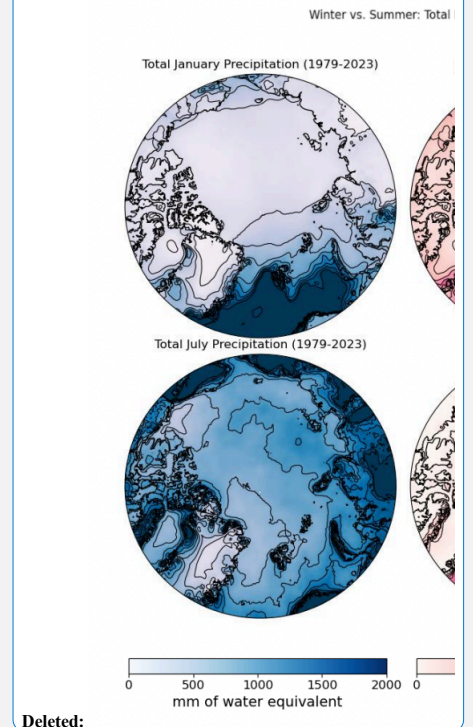 Winter vs. Summer: Total
Total January Precipitation (1979-2023)
Total July Precipitation (1979-2023)
0 500 1000 1500 2000 0
mm of water equivalent
Deleted: